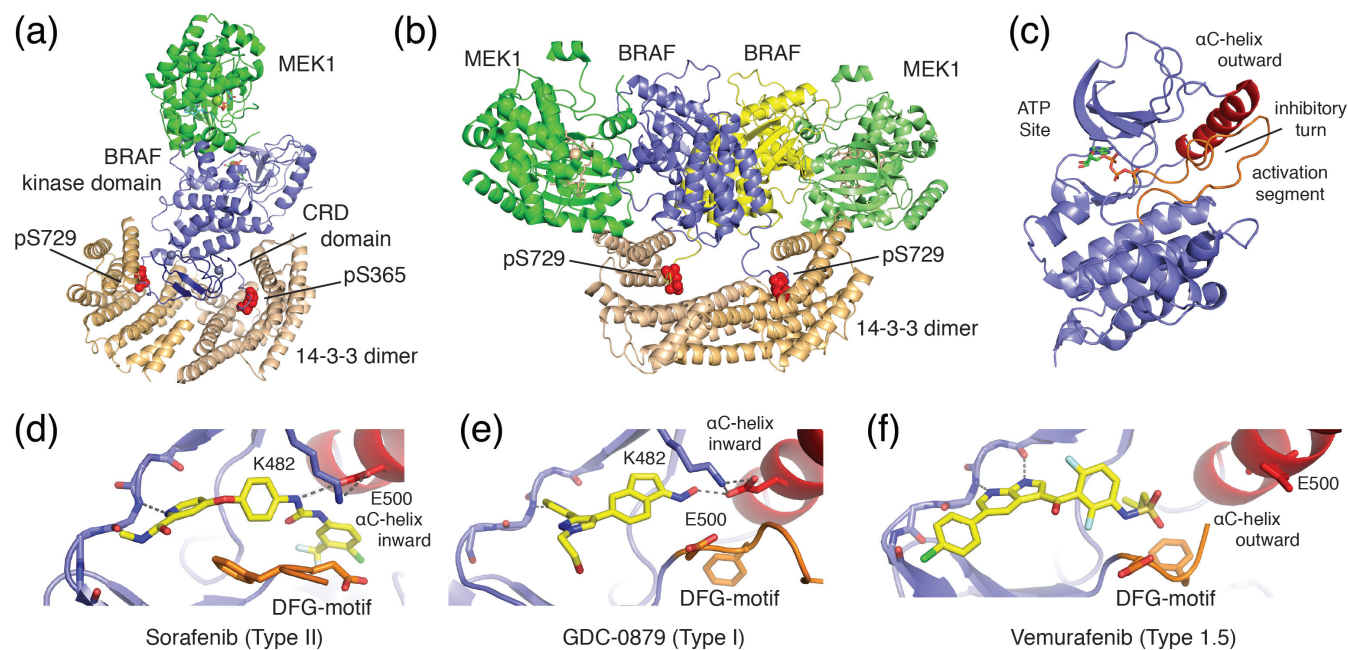 (a)
MEK1
BRAF
kinase domain
CRD
domain
pS729
pS365
14-3-3 dimer
(b)
BRAF
BRAF
MEK1
MEK1
pS729
pS729
14-3-3 dimer
(c)
αC-helix
outward
ATP
Site
inhibitory
turn
activation
segment
(d)
K482
E500
αC-helix
inward
DFG-motif
Sorafenib (Type II)
(e)
αC-helix
inward
K482
E500
DFG-motif
GDC-0879 (Type I)
(f)
E500
αC-helix
outward
DFG-motif
Vemurafenib (Type 1.5)